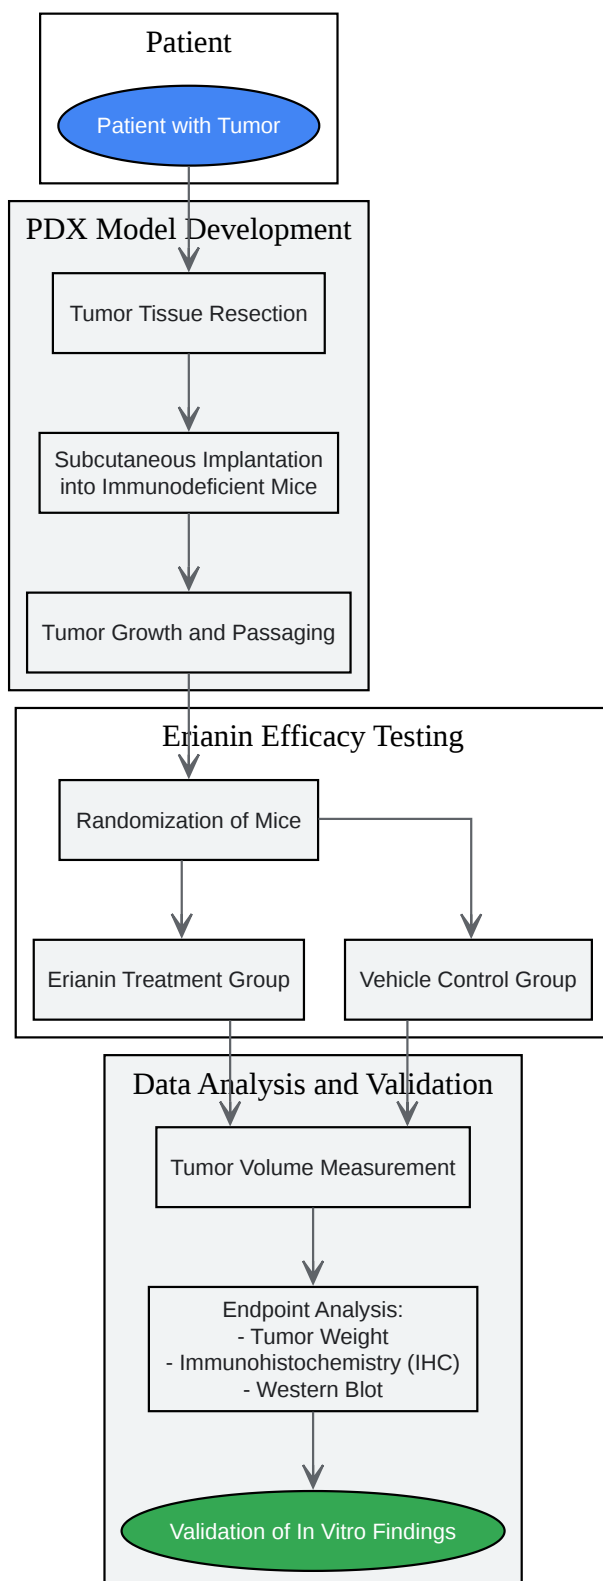 Patient
Patient with Tumor
PDX Model Development
Tumor Tissue Resection
Subcutaneous Implantation
into Immunodeficient Mice
Tumor Growth and Passaging
Erianin Efficacy Testing
Randomization of Mice
Erianin Treatment Group
Vehicle Control Group
Data Analysis and Validation
Tumor Volume Measurement
Endpoint Analysis:
- Tumor Weight
- Immunohistochemistry (IHC)
- Western Blot
Validation of In Vitro Findings